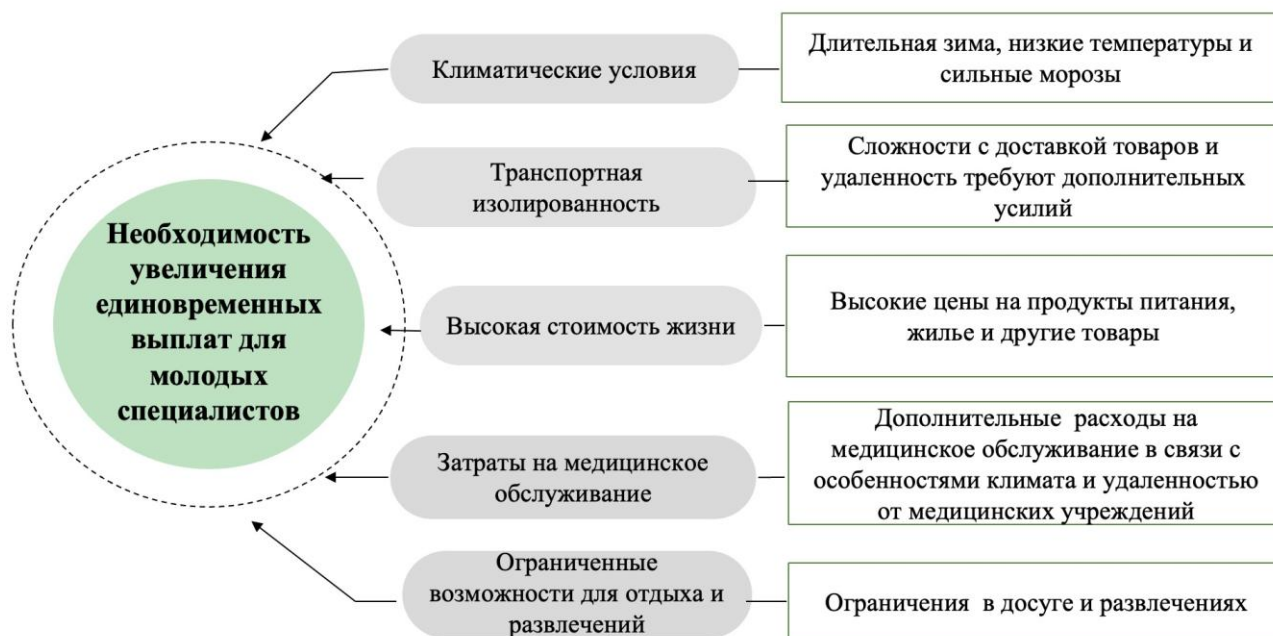 Необходимость
увеличения
единовременных
выплат для
молодых
специалистов
Климатические условия
Длительная зима, низкие температуры и
сильные морозы
Транспортная
изолированность
Сложности с доставкой товаров и
удаленность требуют дополнительных
усилий
Высокая стоимость жизни
Высокие цены на продукты питания,
жилье и другие товары
Затраты на медицинское
обслуживание
Дополнительные расходы на
медицинское обслуживание в связи с
особенностями климата и удаленностью
от медицинских учреждений
Ограниченные
возможности для отдыха и
развлечений
Ограничения в досуге и развлечениях